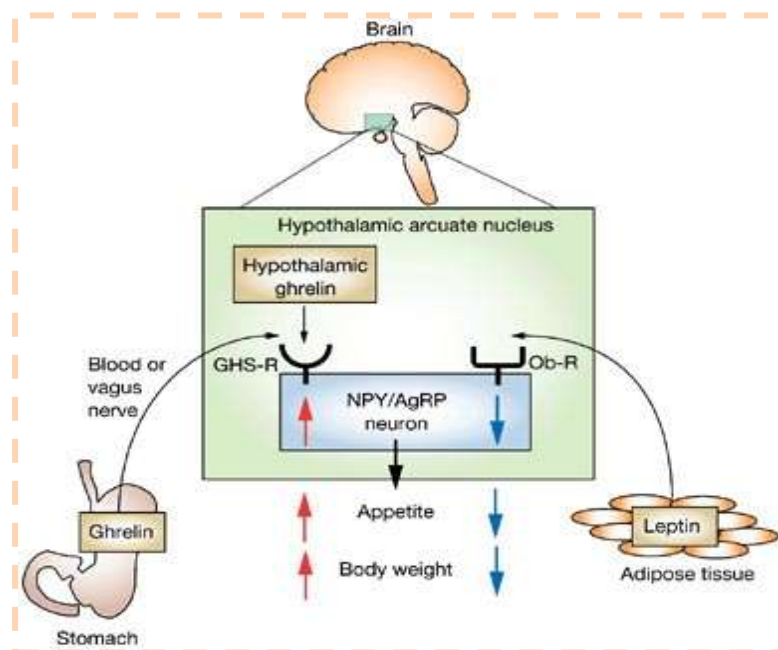 Brain
Hypothalamic arcuate nucleus
Hypothalamic
ghrelin
Blood or
vagus
nerve
GHS-R
Ob-R
NPY/AgRP
neuron
Ghrelin
Appetite
Leptin
Body weight
Adipose tissue
Stomach